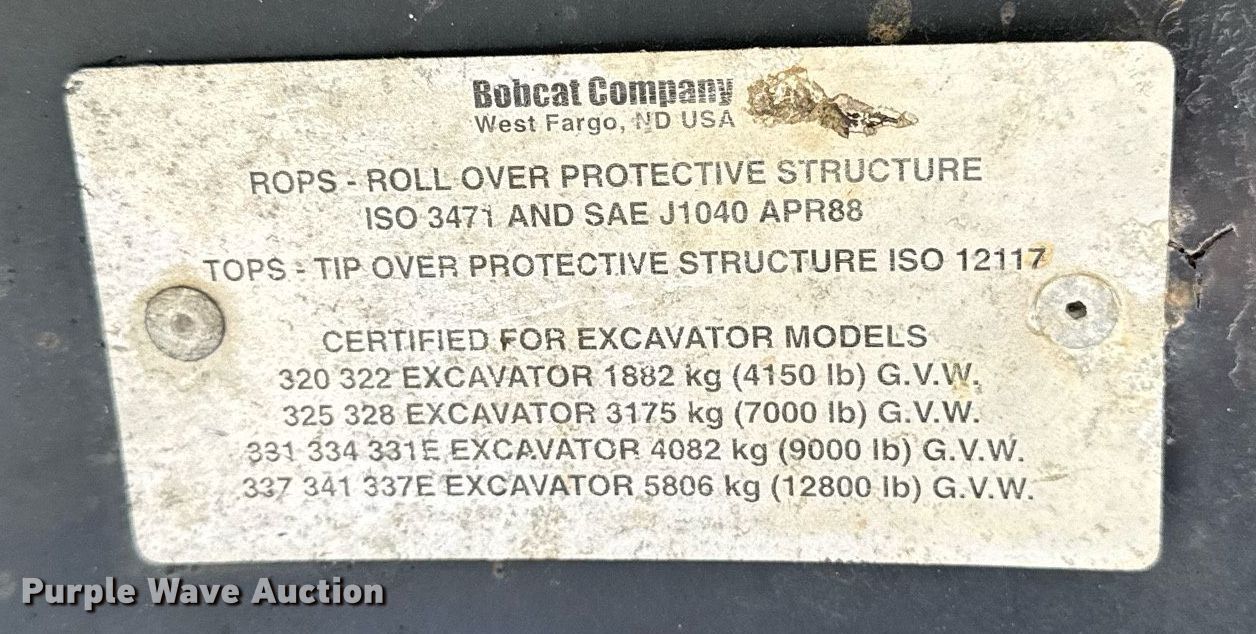 Bobcat Company
West Fargo, ND USA
ROPS - ROLL OVER PROTECTIVE STRUCTURE
ISO 3471 AND SAE J1040 APR88
TOPS - TIP OVER PROTECTIVE STRUCTURE ISO 12117
CERTIFIED FOR EXCAVATOR MODELS
320 322 EXCAVATOR 1882 kg (4150 lb) G.V.W.
325 328 EXCAVATOR 3175 kg (7000 lb) G.V.W.
331 334 331E EXCAVATOR 4082 kg (9000 lb) G.V.W.
337 341 337E EXCAVATOR 5806 kg (12800 lb) G.V.W.
Purple Wave Auction